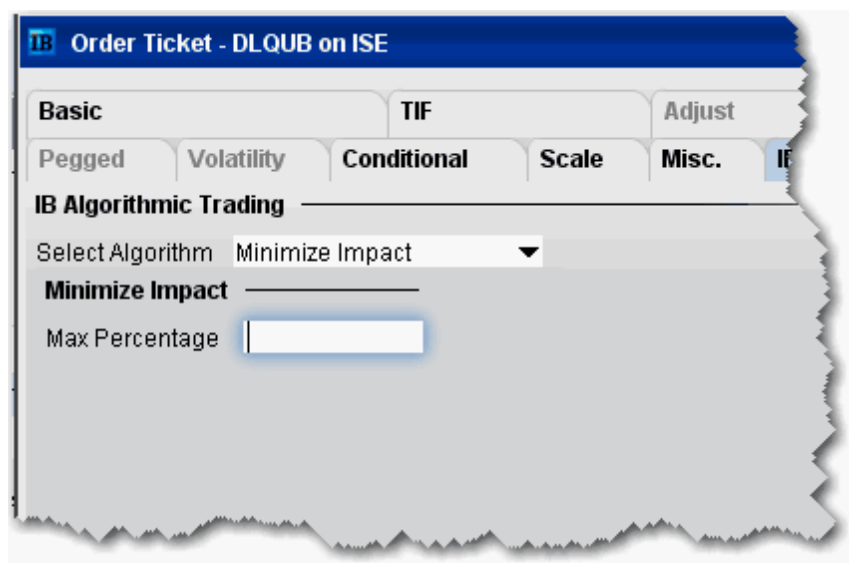 IB Order Ticket - DLQUB on ISE
Basic TIF Adjust
Pegged Volatility Conditional Scale Misc. IB
IB Algorithmic Trading
Select Algorithm Minimize Impact
Minimize Impact
Max Percentage